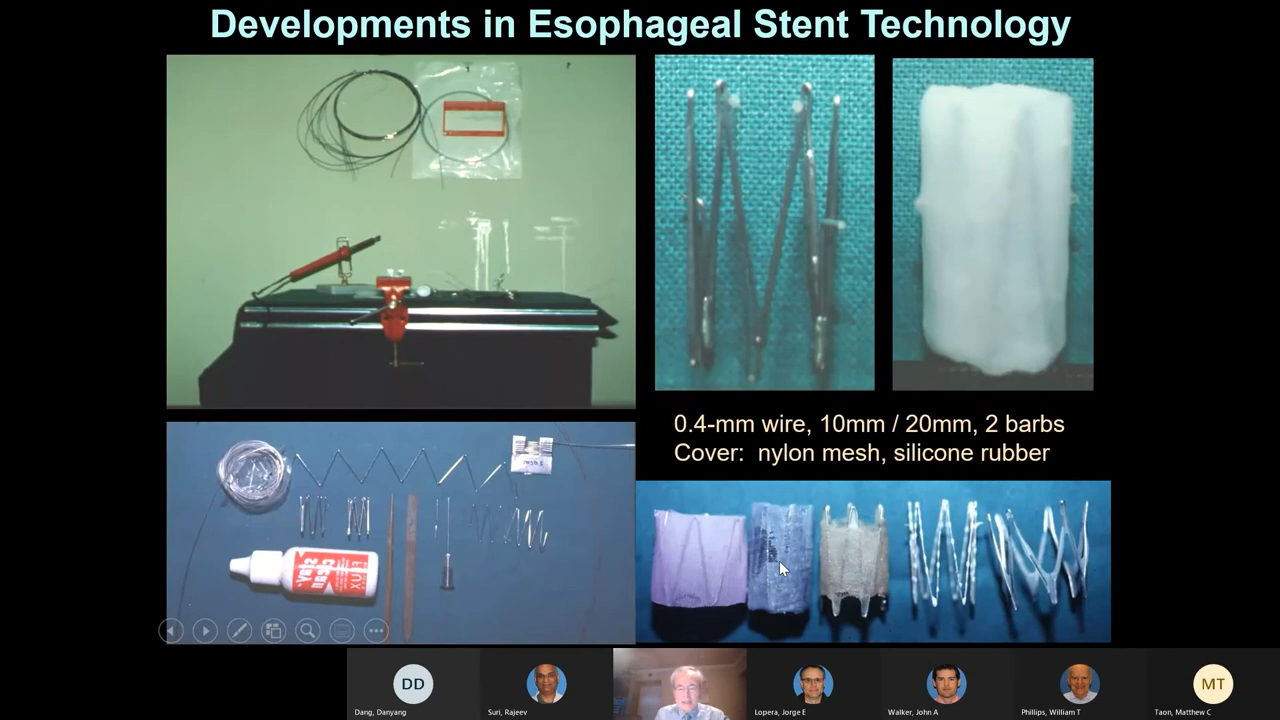 Developments in Esophageal Stent Technology
0.4-mm wire, 10mm / 20mm, 2 barbs
Cover: nylon mesh, silicone rubber
DD
MT
Dang, Danyang
Suri, Rajeev
Lopera, Jorge E
Walker, John A
Phillips, William T
Taon, Matthew C